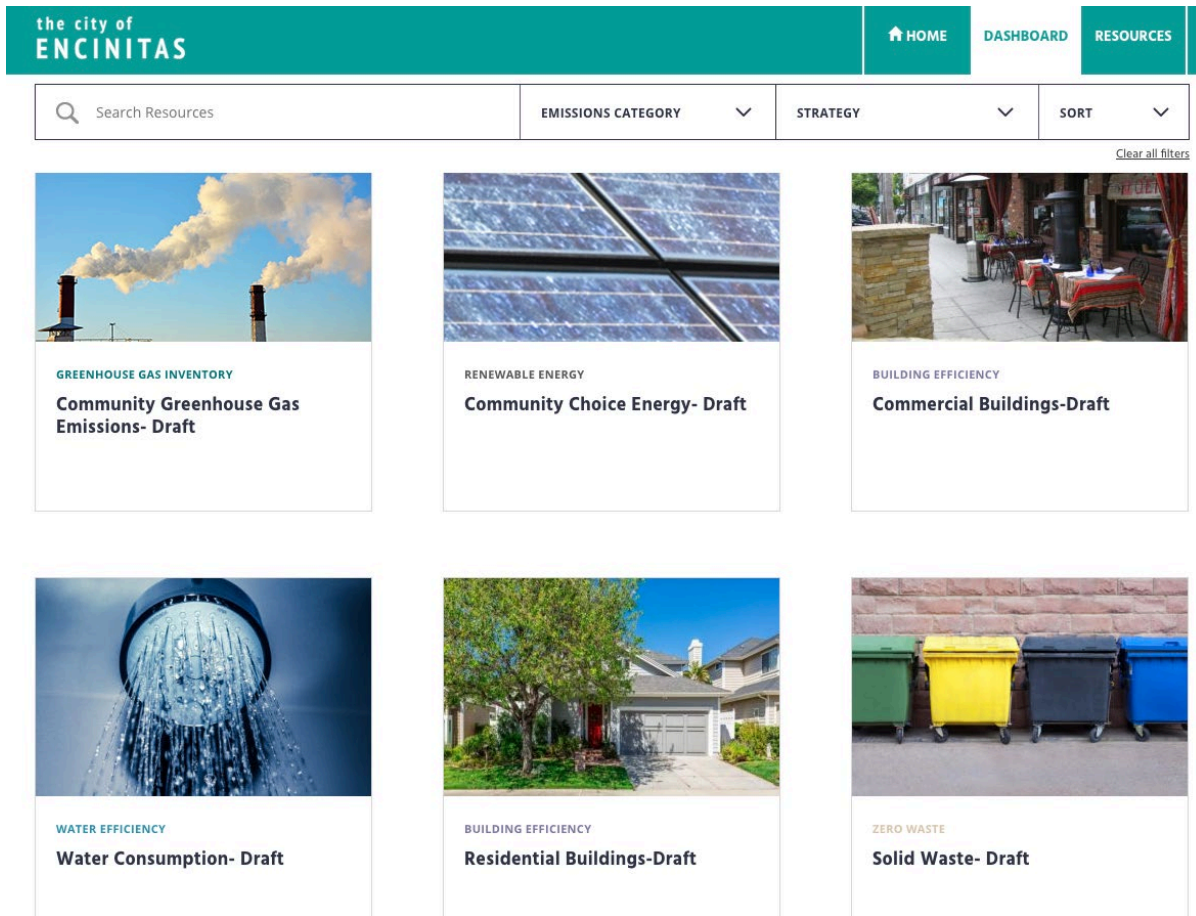 the city of
ENCINITAS
HOME
DASHBOARD
RESOURCES
Search Resources
EMISSIONS CATEGORY
STRATEGY
SORT
Clear all filters
GREENHOUSE GAS INVENTORY
Community Greenhouse Gas
Emissions- Draft
RENEWABLE ENERGY
Community Choice Energy- Draft
BUILDING EFFICIENCY
Commercial Buildings-Draft
WATER EFFICIENCY
Water Consumption- Draft
BUILDING EFFICIENCY
Residential Buildings-Draft
ZERO WASTE
Solid Waste- Draft